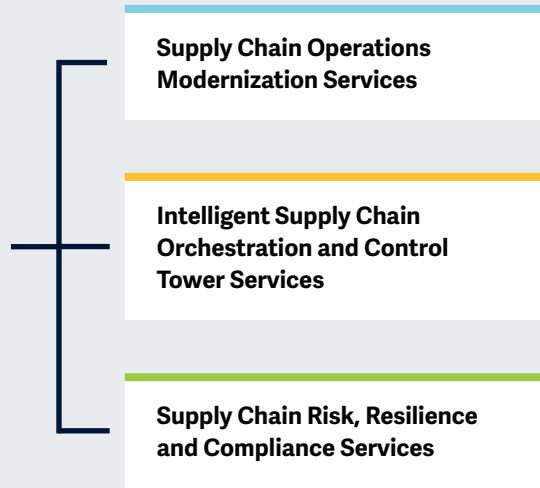 Supply Chain Operations
Modernization Services
Intelligent Supply Chain
Orchestration and Control
Tower Services
Supply Chain Risk, Resilience
and Compliance Services